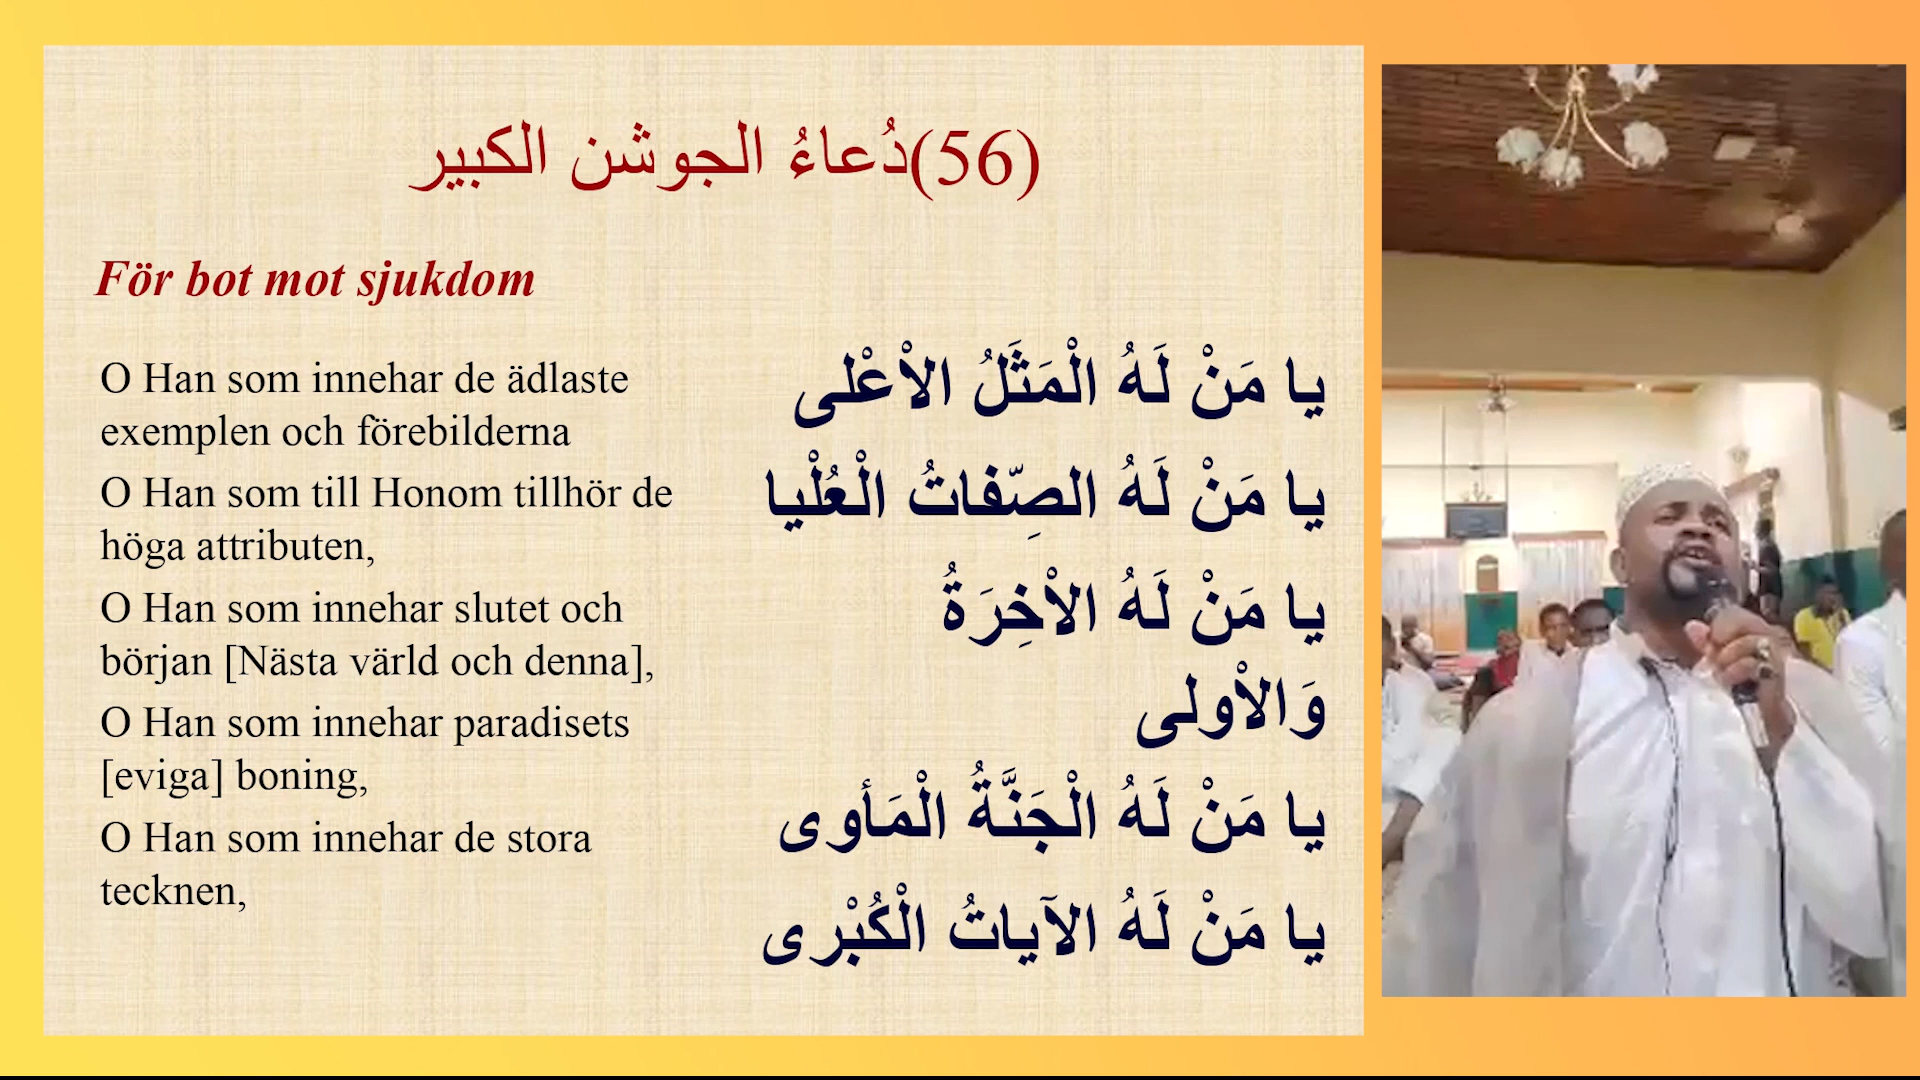 (56)دُعاءُ الجوشن الكبير
För bot mot sjukdom
O Han som innehar de ädlaste
exemplen och förebilderna
O Han som till Honom tillhör de
höga attributen,
O Han som innehar slutet och
början [Nästa värld och denna],
O Han som innehar paradisets
[eviga] boning,
O Han som innehar de stora
tecknen,
يا مَنْ لَهُ الْمَثَلُ الاْعْلى
يا مَنْ لَهُ الصِّفاتُ الْعُلْيا
يا مَنْ لَهُ الاْخِرَةُ
وَالاْولى
يا مَنْ لَهُ الْجَنَّةُ الْمَأوى
يا مَنْ لَهُ الآياتُ الْكُبْرى